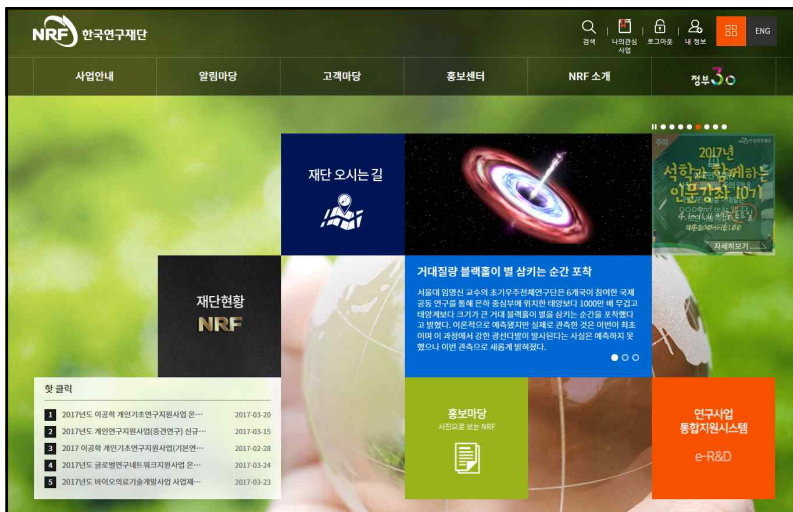 NRF 한국연구재단
검색
나의관심
사업
로그아웃
내 정보
ENG
사업안내
알림마당
고객마당
홍보센터
NRF 소개
정부3.0
재단 오시는 길
2017년
석학과 함께하는
인문강좌 10기
자세히보기
거대질량 블랙홀이 별 삼키는 순간 포착
서울대 임명신 교수의 초기우주천체연구단은 6개국이 참여한 국제
공동 연구를 통해 은하 중심부에 위치한 태양보다 1000만 배 무겁고
태양계보다 크기가 큰 거대 블랙홀이 별을 삼키는 순간을 포착했다
고 밝혔다. 이론적으로 예측됐지만 실제로 관측한 것은 이번이 최초
이며 이 과정에서 강한 광선다발이 발사된다는 사실은 예측하지 못
했으나 이번 관측으로 새롭게 밝혀졌다.
재단현황
NRF
핫 클릭
1 2017년도 이공학 개인기초연구지원사업 온··· 2017-03-20
2 2017년도 개인연구지원사업(중견연구) 신규··· 2017-03-15
3 2017 이공학 개인기초연구지원사업(기본연··· 2017-02-28
4 2017년도 글로벌연구네트워크지원사업 온··· 2017-03-24
5 2017년도 바이오의료기술개발사업 사업제··· 2017-03-23
홍보마당
사진으로 보는 NRF
연구사업
통합지원시스템
e-R&D